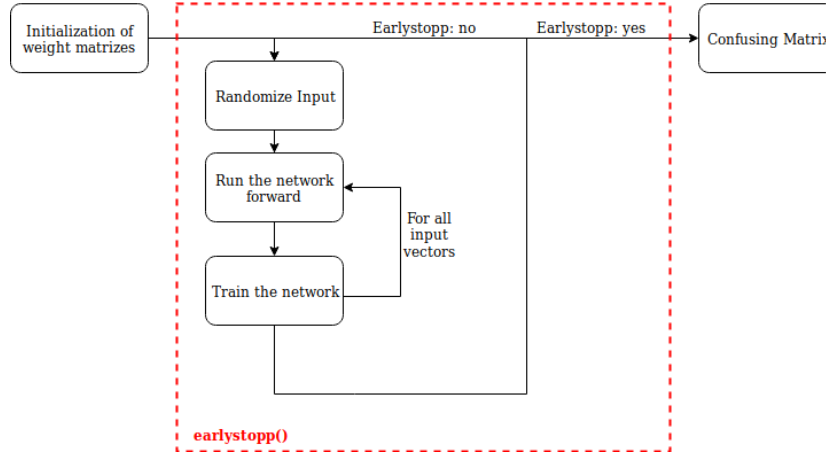 Initialization of
weight matrizes
Earlystopp: no
Earlystopp: yes
Confusing Matrix
Randomize Input
Run the network
forward
For all
input
vectors
Train the network
earlystopp()